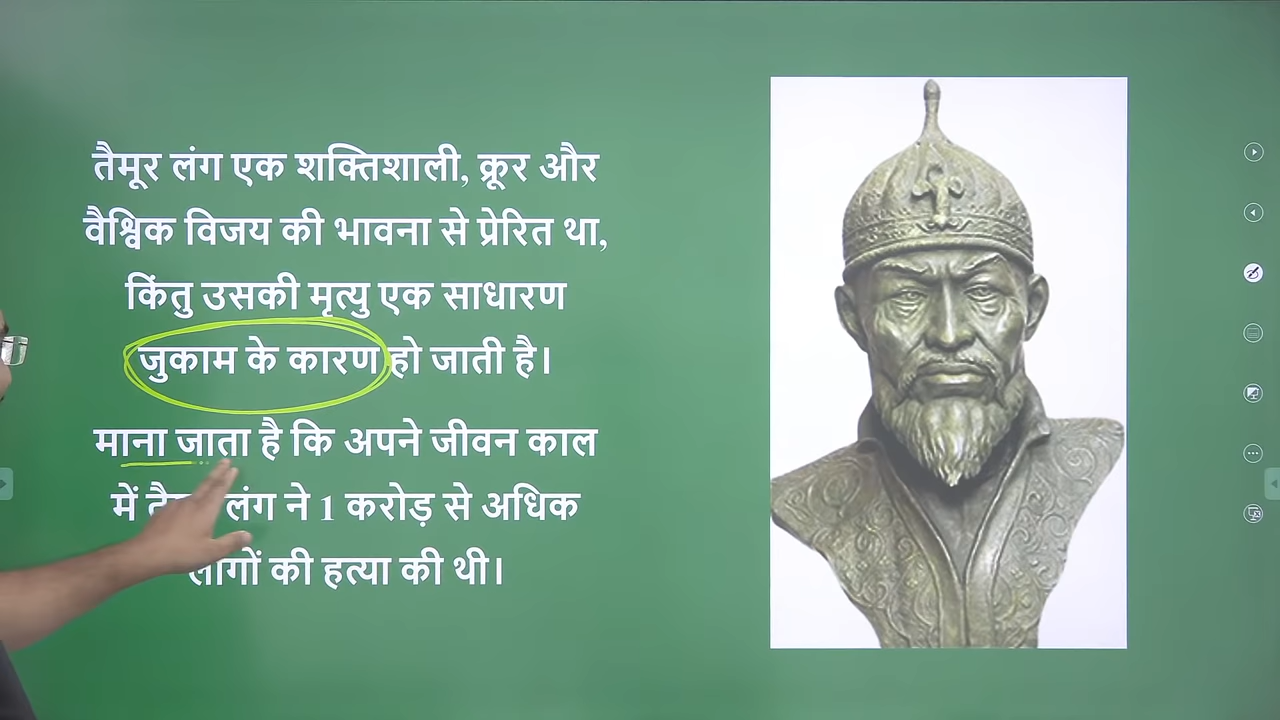 तैमूर लंग एक शक्तिशाली, क्रूर और
वैश्विक विजय की भावना से प्रेरित था,
किंतु उसकी मृत्यु एक साधारण
जुकाम के कारण हो जाती है।
माना जाता है कि अपने जीवन काल
में लंग ने 1 करोड़ से अधिक
लोगों की हत्या की थी।